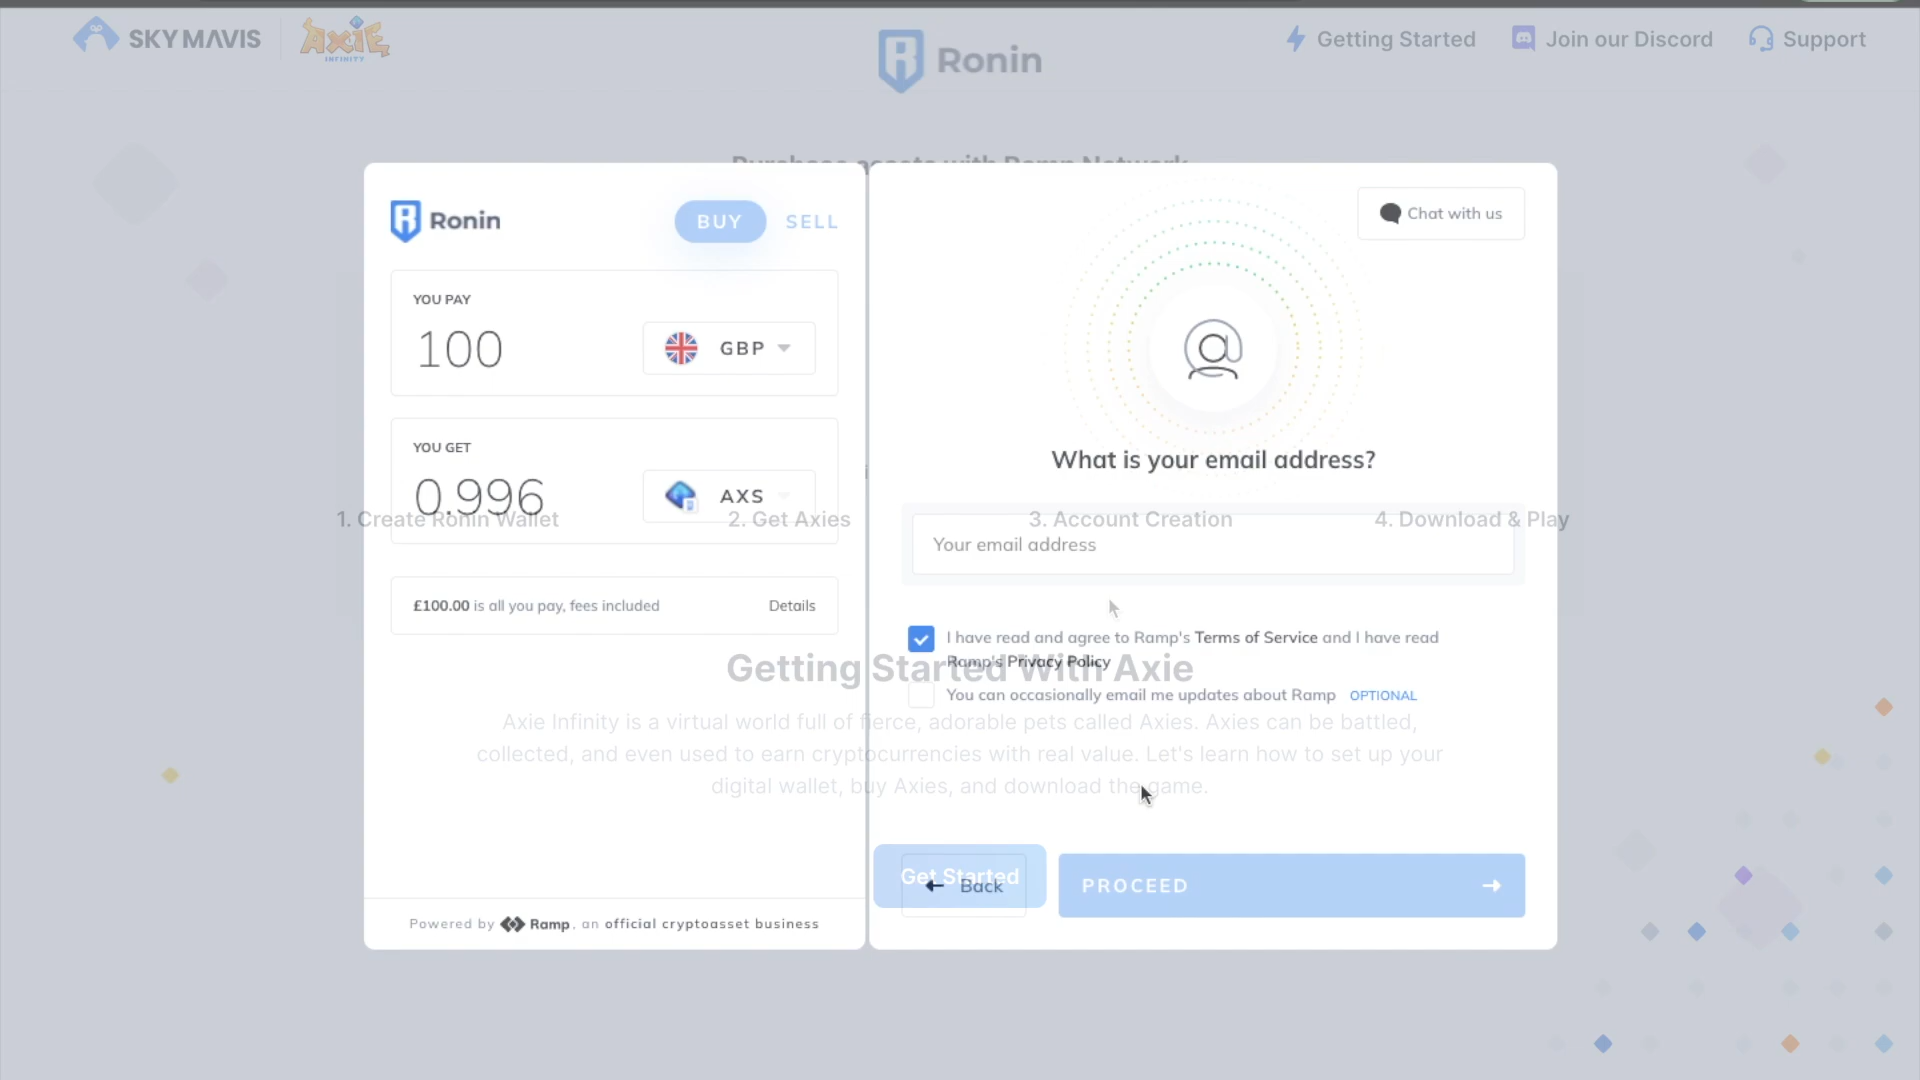 SKY MAVIS
AXIE
INFINITY
Ronin
Getting Started
Join our Discord
Support
Purchase assets with Ramp Network
Ronin
BUY
SELL
YOU PAY
100
GBP
YOU GET
0.996
AXS
£100.00 is all you pay, fees included
Details
Powered by Ramp, an official cryptoasset business
Chat with us
What is your email address?
Your email address
I have read and agree to Ramp's Terms of Service and I have read
Ramp's Privacy Policy
You can occasionally email me updates about Ramp OPTIONAL
Back
PROCEED
1. Create Ronin Wallet
2. Get Axies
3. Account Creation
4. Download & Play
Getting Started With Axie
Axie Infinity is a virtual world full of fierce, adorable pets called Axies. Axies can be battled,
collected, and even used to earn cryptocurrencies with real value. Let's learn how to set up your
digital wallet, buy Axies, and download the game.
Get Started